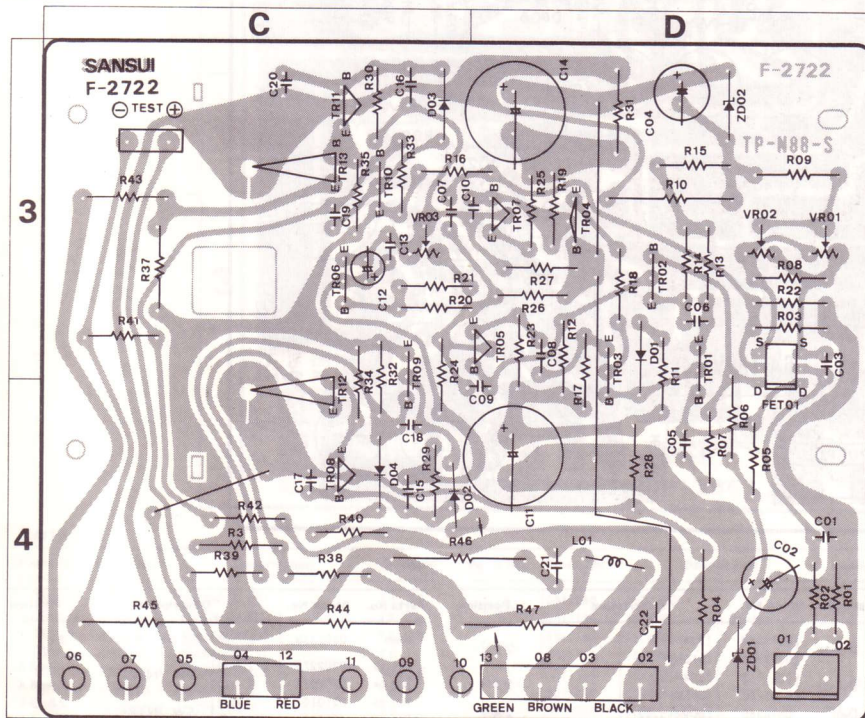 C D
SANSUI
F-2722
⊖ TEST ⊕
F-2722
TP-N88-S
3
4
C20
B
TR11
E
R30
C16
D03
C14
R31
C04
ZD02
B
TR13
E
R35
B
TR10
E
R33
R16
R15
R09
R43
C19
VR03
C07
C10
B
TR07
E
R25
R19
E
TR04
B
R10
VR02
VR01
R37
C13
E
TR06
B
C12
R21
R20
R27
R26
R18
B
TR02
E
R14
R13
R08
R22
R03
C06
R41
E
TR12
B
R34
R32
E
TR09
B
R24
E
TR05
B
C09
R23
C08
R12
R17
E
TR03
B
D01
R11
E
TR01
B
S S
D D
FET01
C03
C18
R06
C05
R07
R05
R28
C17
E
TR08
B
D04
C15
R29
D02
C11
R42
R3
R39
R40
R38
R46
C21
L01
C01
C02
R02
R01
R45
R44
R47
C22
R04
ZD01
06 07 05 04 12 11 09 10 13 08 03 02 01 02
BLUE RED GREEN BROWN BLACK